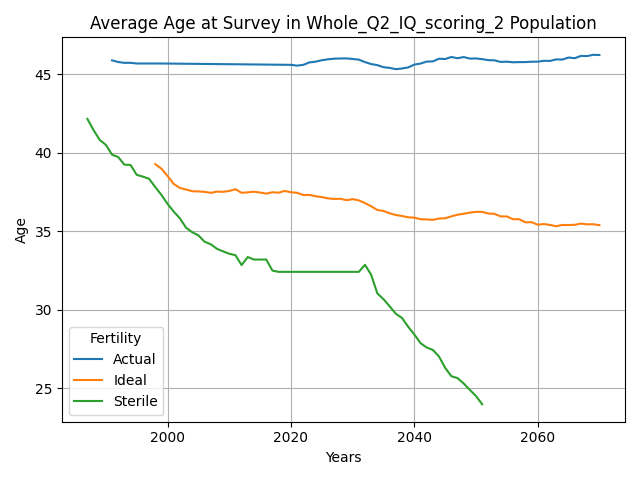 Average Age at Survey in Whole_Q2_IQ_scoring_2 Population
45
40
35
30
25
Age
Fertility
Actual
Ideal
Sterile
2000
2020
2040
2060
Years